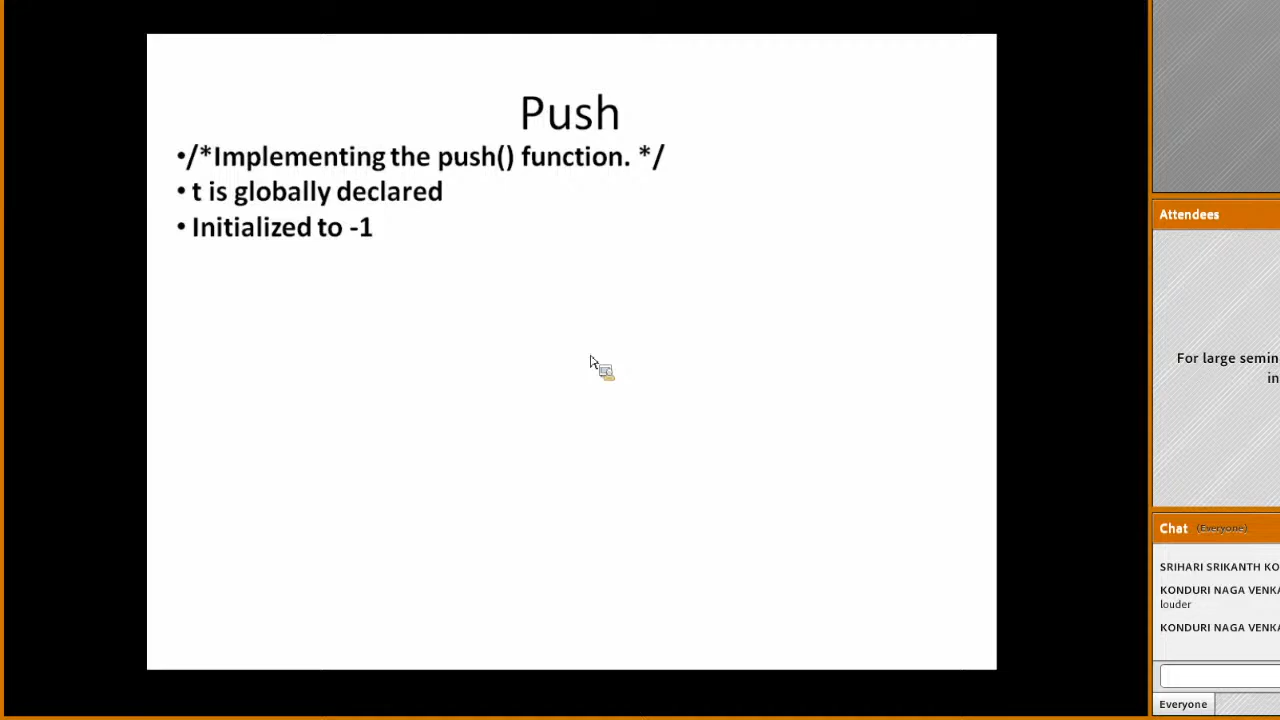 Push
•/*Implementing the push() function. */
• t is globally declared
• Initialized to -1
Attendees
For large semin
in
Chat (Everyone)
SRIHARI SRIKANTH KO
KONDURI NAGA VENKA
louder
KONDURI NAGA VENKA
Everyone